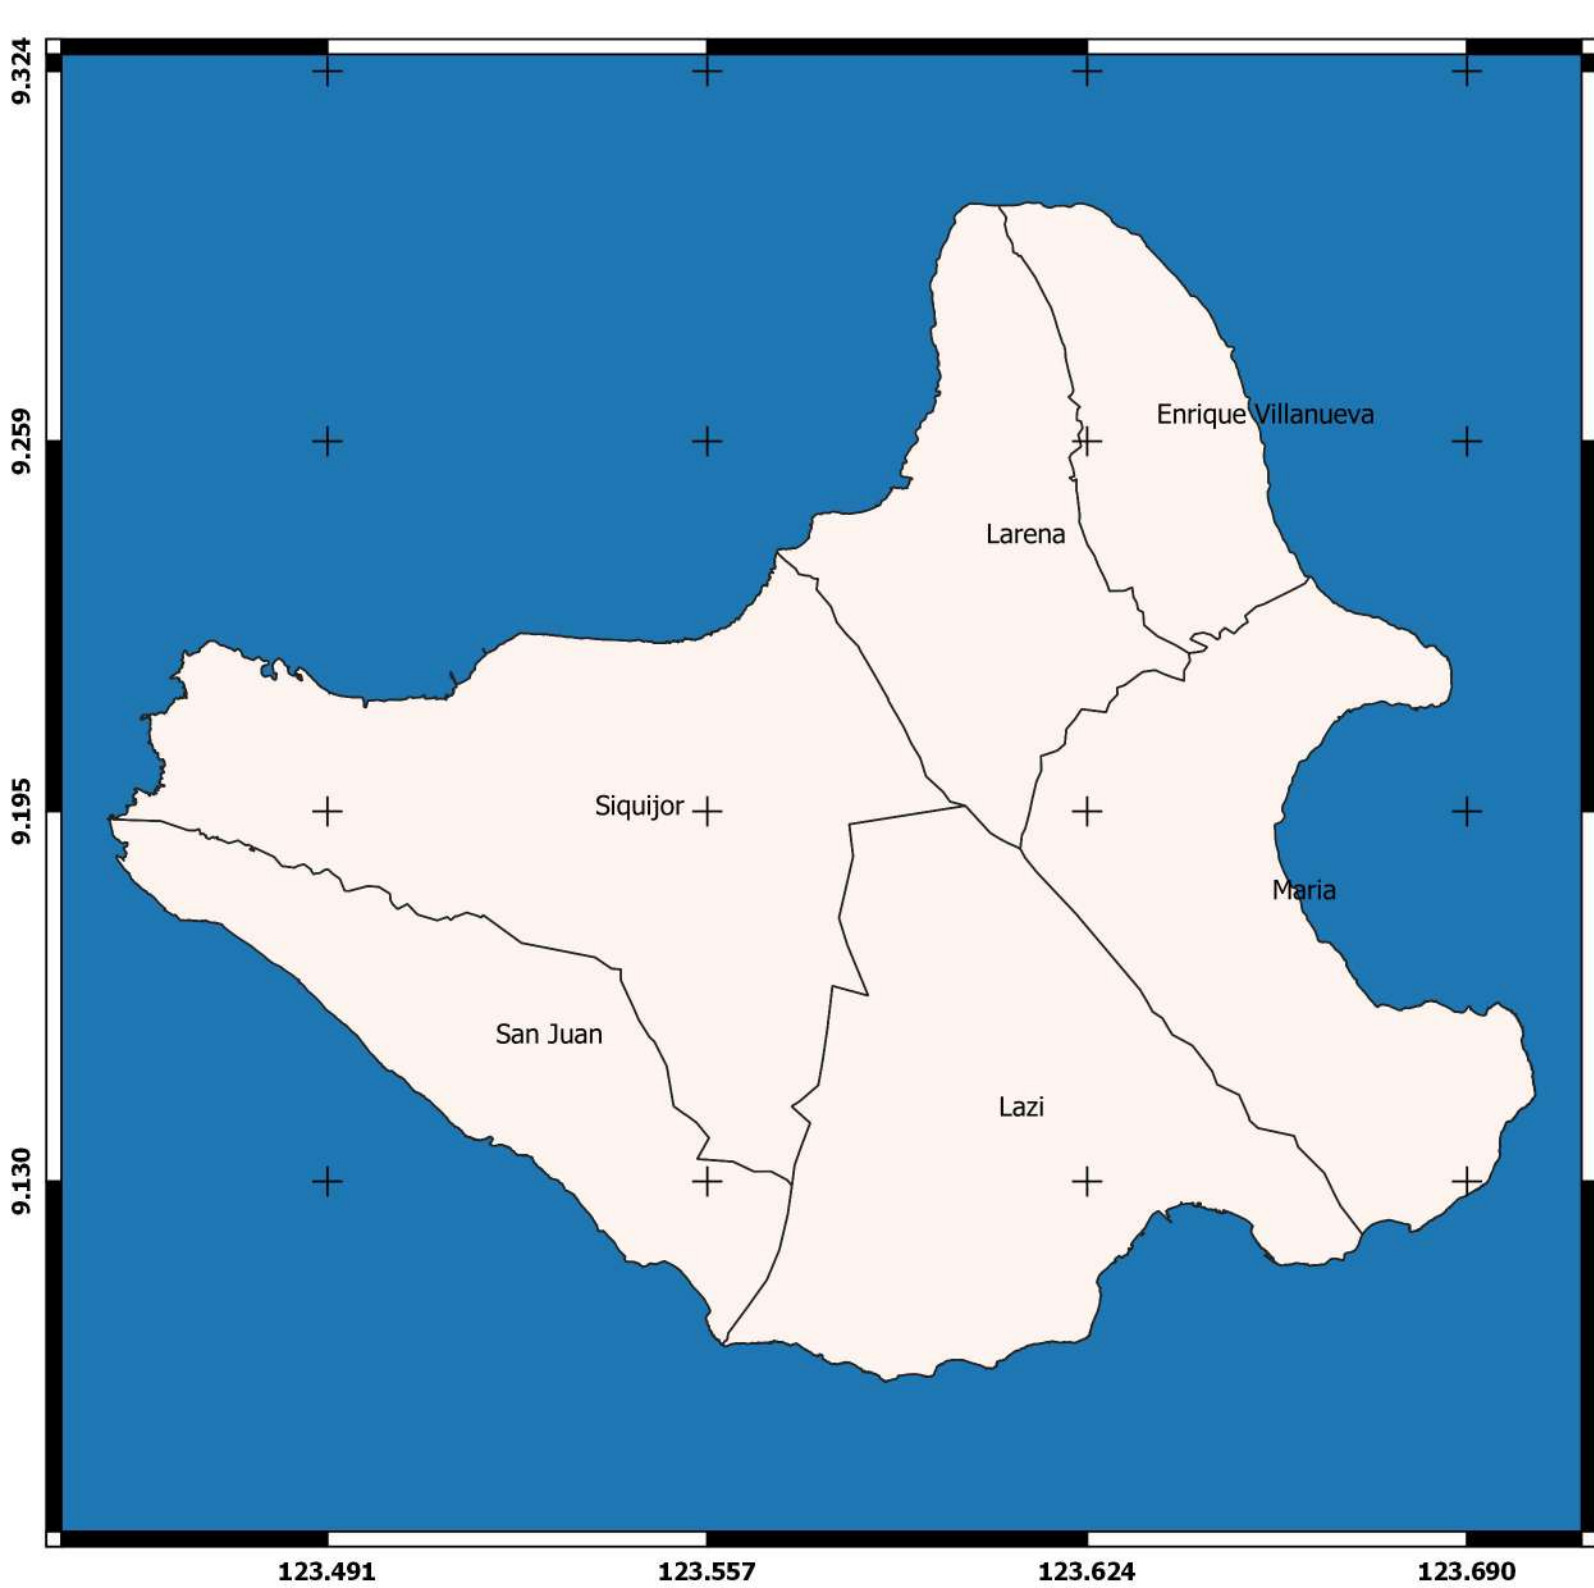 9.324
Enrique Villanueva
9.259
Larena
Siquijor
9.195
Maria
San Juan
Lazi
9.130
123.491 123.557 123.624 123.690